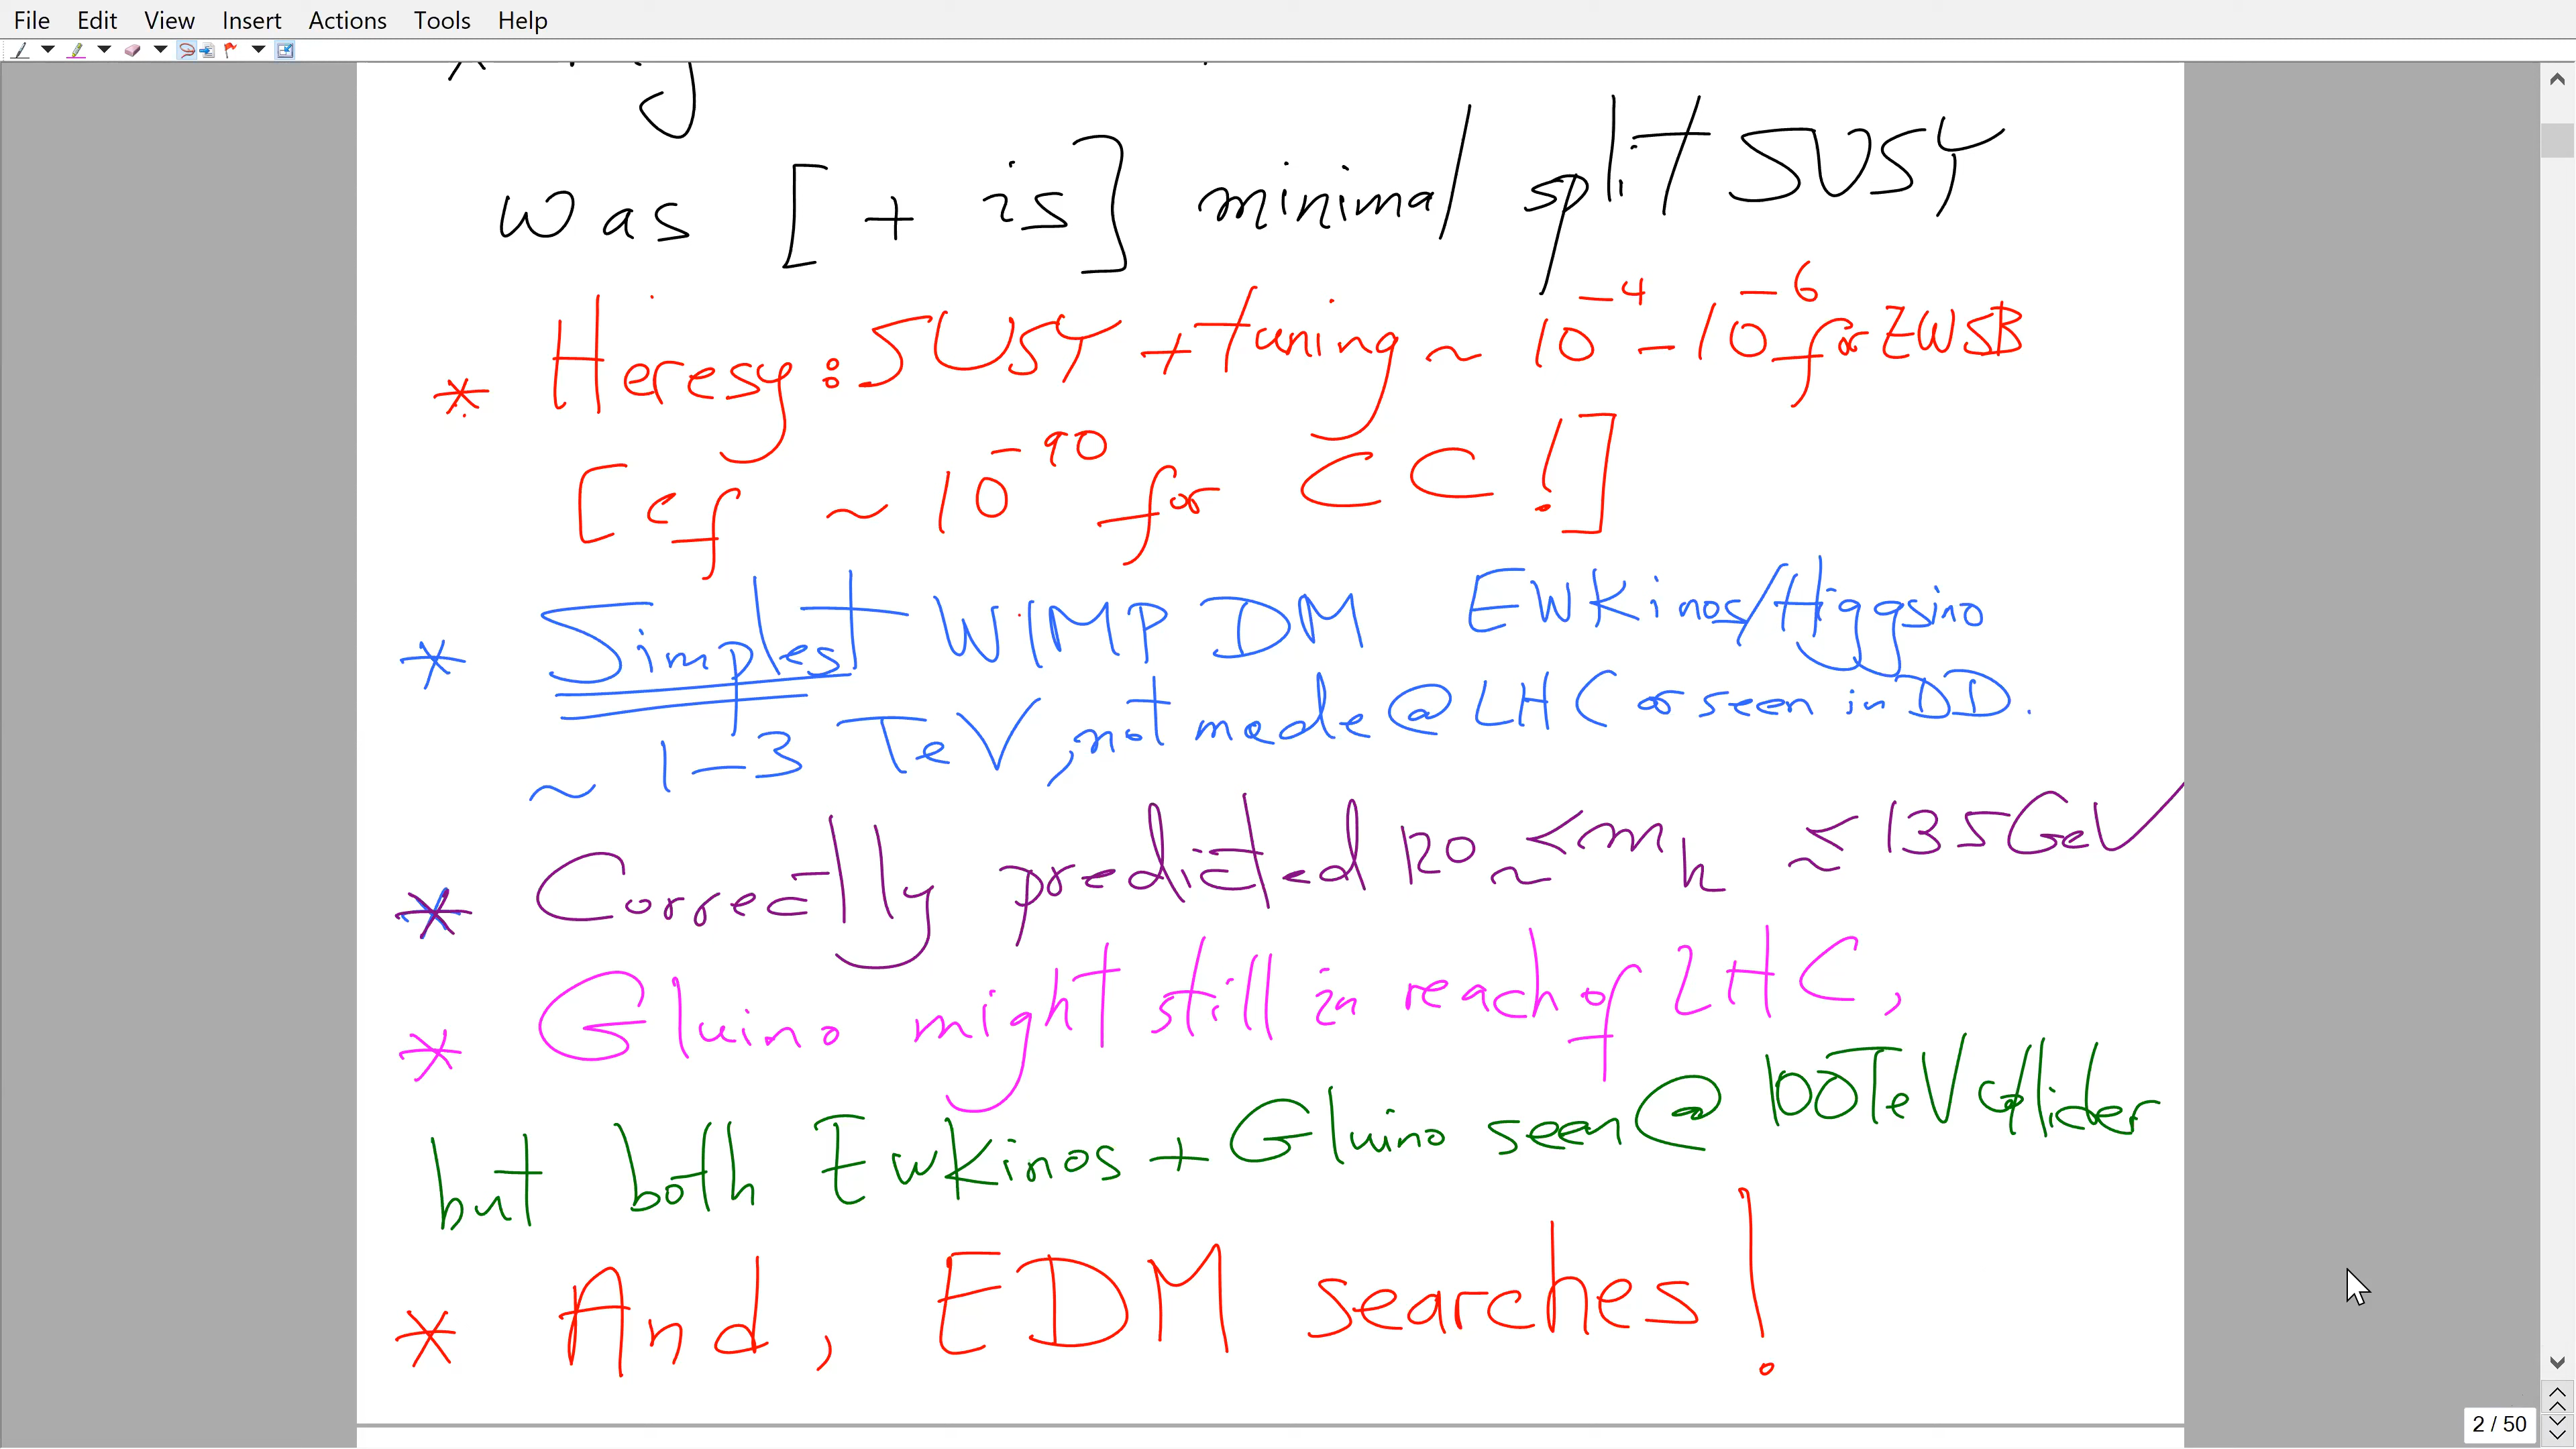 File Edit View Insert Actions Tools Help
was [+ is] minimal split SUSY
* Heresy: SUSY + tuning ~ 10^-4 - 10^-6 for EWSB
[cf ~ 10^-90 for CC!]
* Simplest WIMP DM EWKinos/Higgsino
~ 1-3 TeV, not made @ LHC or seen in DD.
* Correctly predicted 120 ≲ m_h ≲ 135 GeV
* Gluino might still in reach of LHC,
but both EwKinos + Gluino seen @ 100 TeV collider
* And, EDM searches!
2 / 50